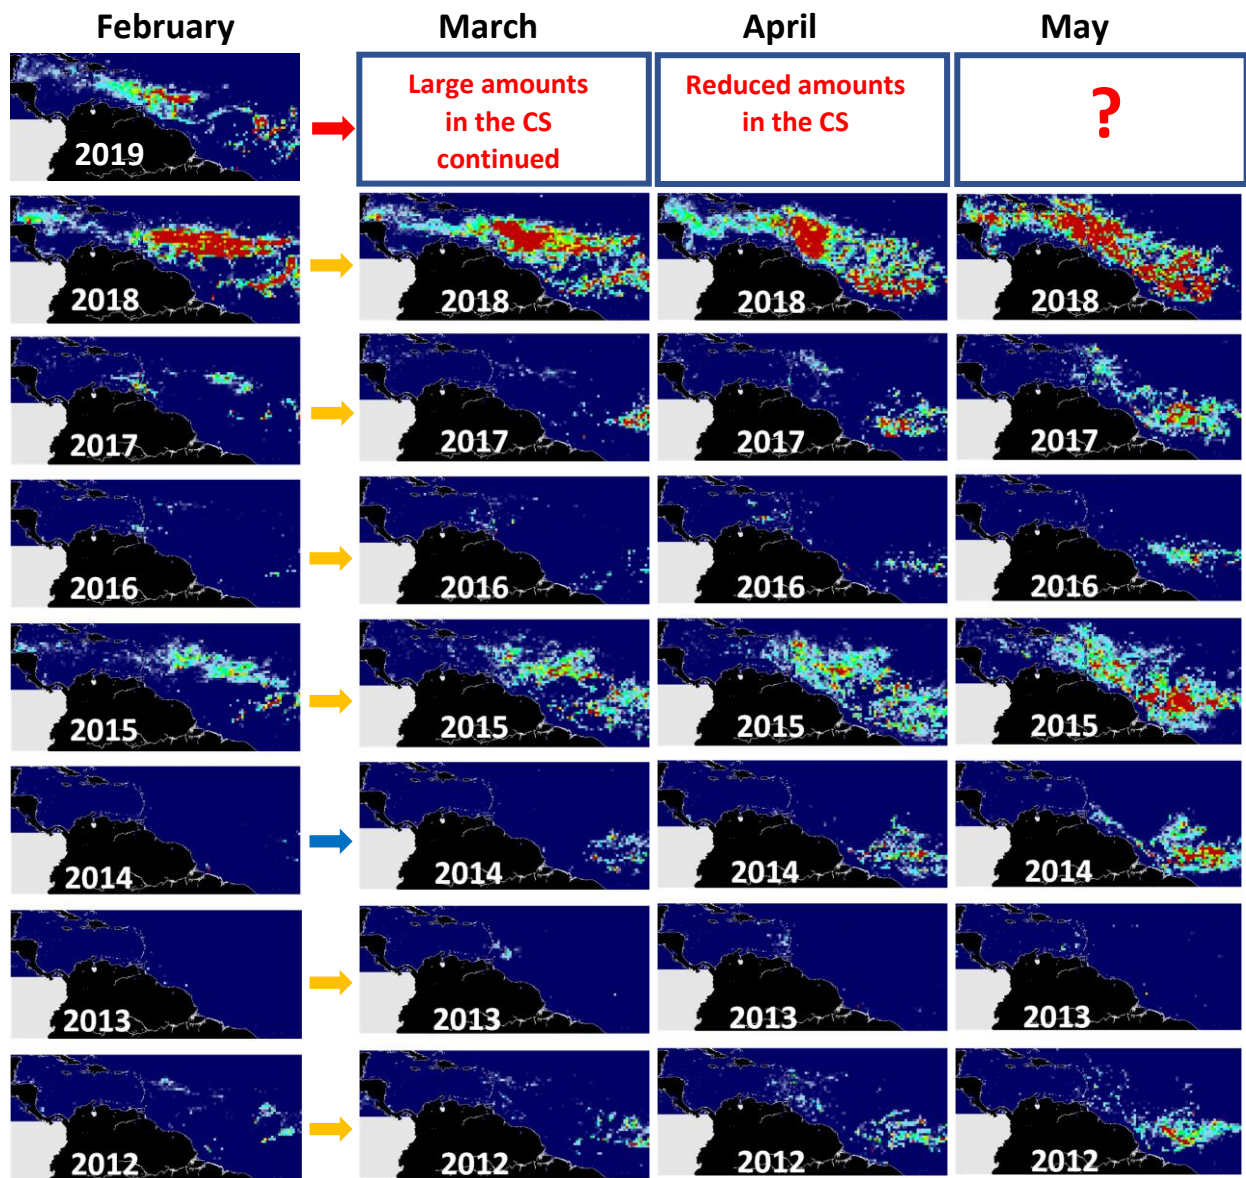 February March April May
Large amounts
in the CS
continued
Reduced amounts
in the CS
?
2019
2018 2018 2018 2018
2017 2017 2017 2017
2016 2016 2016 2016
2015 2015 2015 2015
2014 2014 2014 2014
2013 2013 2013 2013
2012 2012 2012 2012